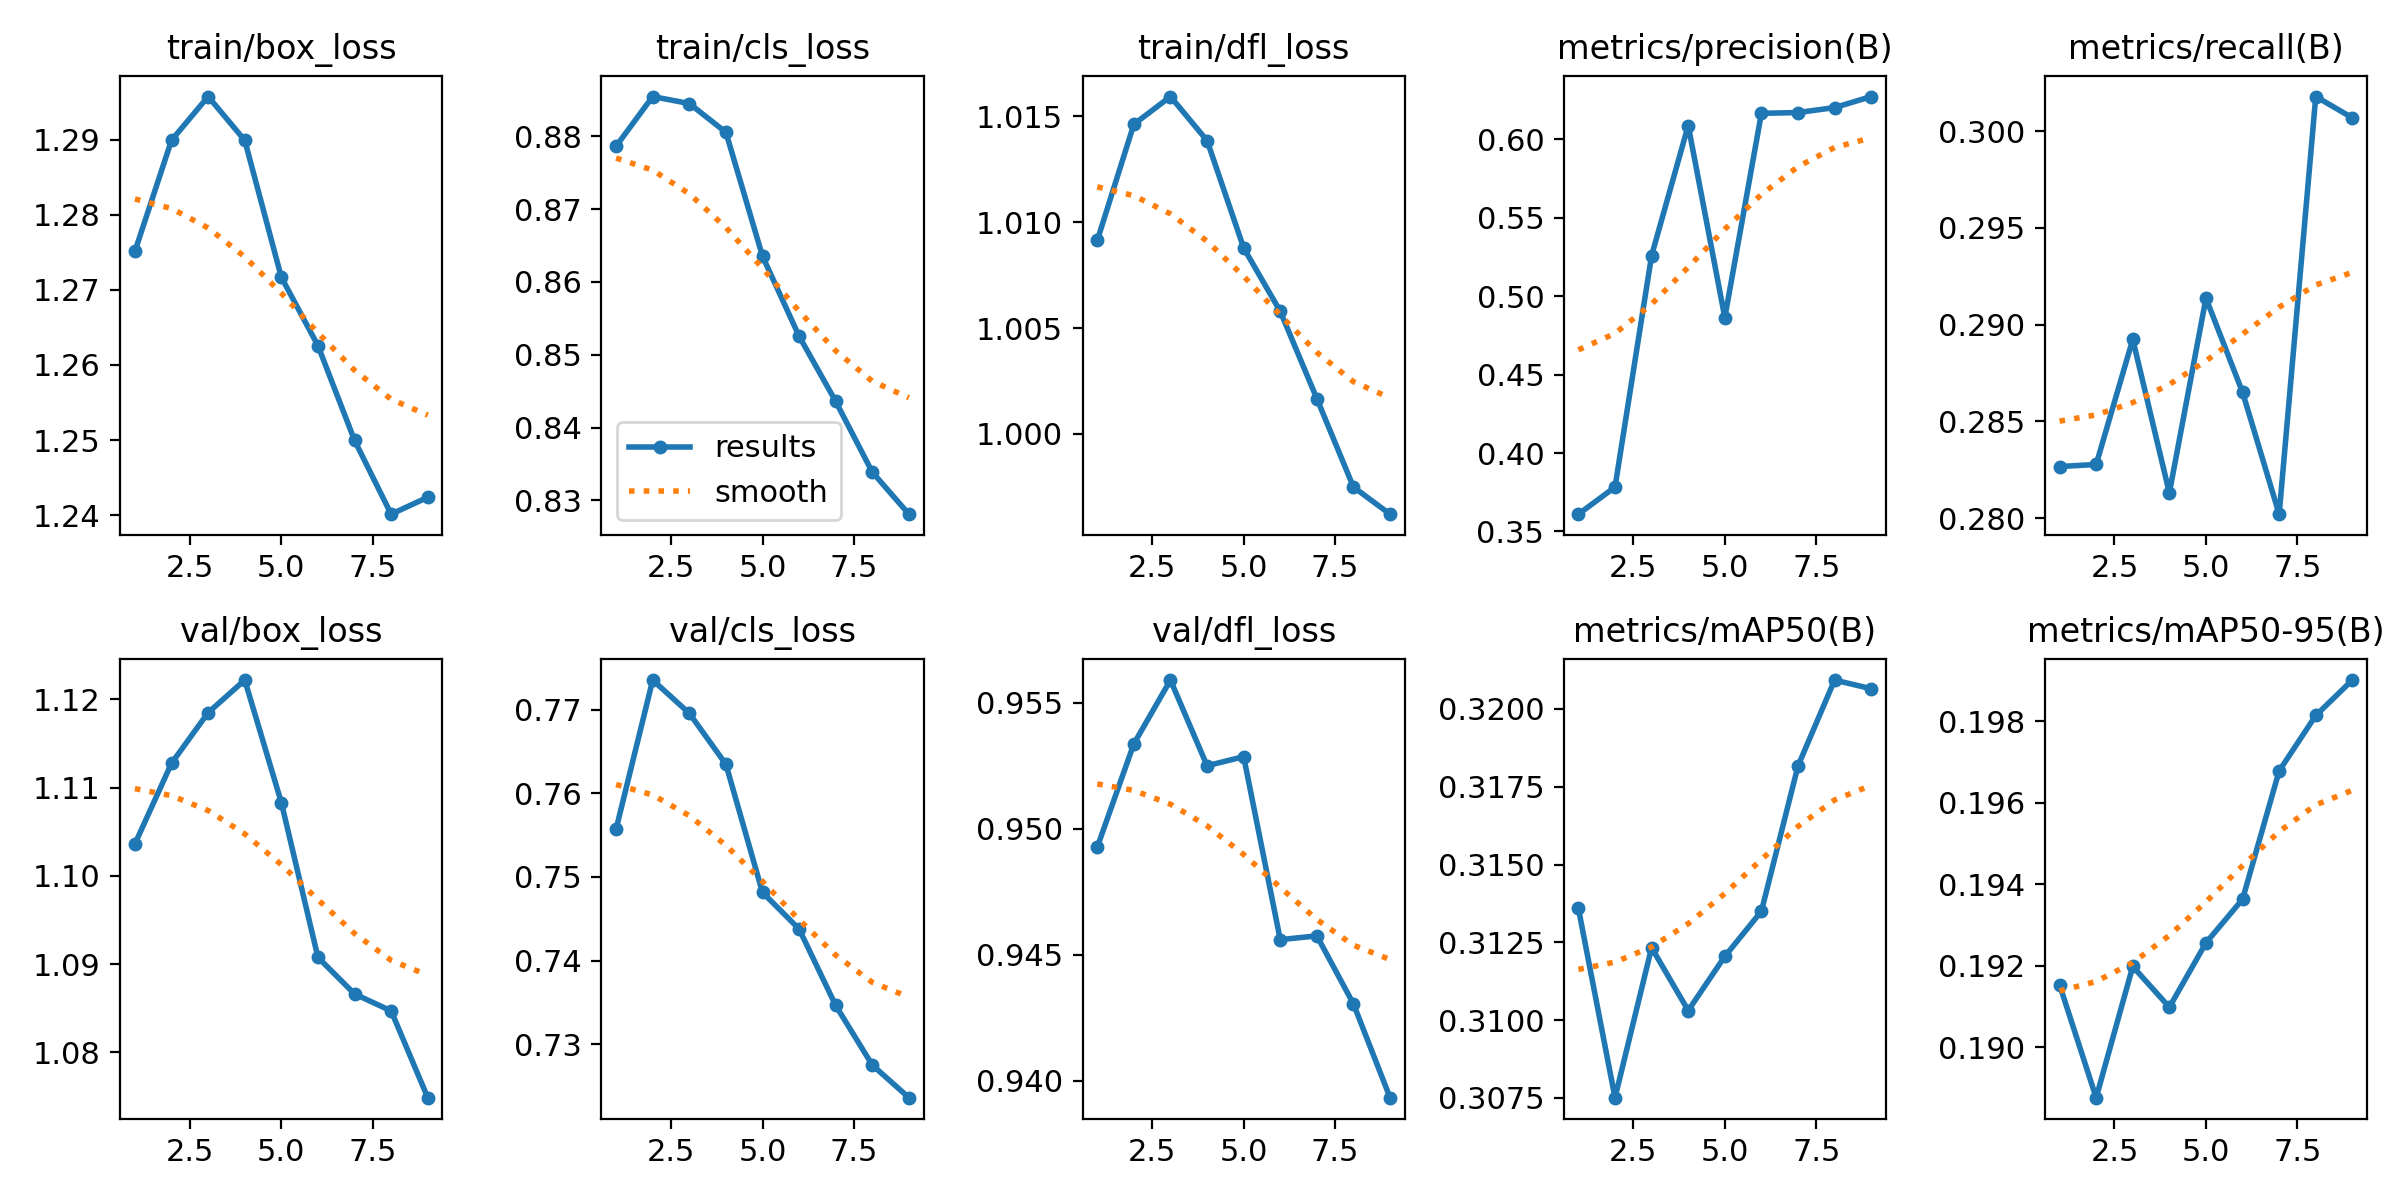 train/box_loss
1.29
1.28
1.27
1.26
1.25
1.24
2.5 5.0 7.5
train/cls_loss
0.88
0.87
0.86
0.85
0.84
0.83
results
smooth
2.5 5.0 7.5
train/dfl_loss
1.015
1.010
1.005
1.000
2.5 5.0 7.5
metrics/precision(B)
0.60
0.55
0.50
0.45
0.40
0.35
2.5 5.0 7.5
metrics/recall(B)
0.300
0.295
0.290
0.285
0.280
2.5 5.0 7.5
val/box_loss
1.12
1.11
1.10
1.09
1.08
2.5 5.0 7.5
val/cls_loss
0.77
0.76
0.75
0.74
0.73
2.5 5.0 7.5
val/dfl_loss
0.955
0.950
0.945
0.940
2.5 5.0 7.5
metrics/mAP50(B)
0.3200
0.3175
0.3150
0.3125
0.3100
0.3075
2.5 5.0 7.5
metrics/mAP50-95(B)
0.198
0.196
0.194
0.192
0.190
2.5 5.0 7.5